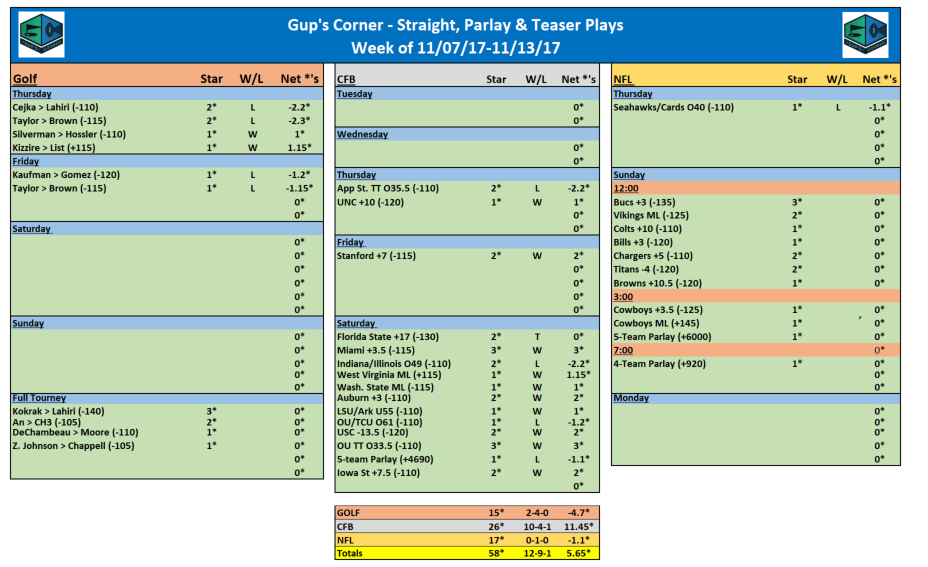 Gup's Corner - Straight, Parlay & Teaser Plays
Week of 11/07/17-11/13/17
Golf Star W/L Net *'s
Thursday
Cejka > Lahiri (-110) 2* L -2.2*
Taylor > Brown (-115) 2* L -2.3*
Silverman > Hossler (-110) 1* W 1*
Kizzire > List (+115) 1* W 1.15*
Friday
Kaufman > Gomez (-120) 1* L -1.2*
Taylor > Brown (-115) 1* L -1.15*
0*
0*
Saturday
0*
0*
0*
0*
0*
0*
Sunday
0*
0*
0*
0*
0*
Full Tourney
Kokrak > Lahiri (-140) 3* 0*
An > CH3 (-105) 2* 0*
DeChambeau > Moore (-110) 1* 0*
Z. Johnson > Chappell (-105) 1* 0*
0*
0*
CFB Star W/L Net *'s
Tuesday
0*
0*
Wednesday
0*
0*
Thursday
App St. TT O35.5 (-110) 2* L -2.2*
UNC +10 (-120) 1* W 1*
0*
0*
Friday
Stanford +7 (-115) 2* W 2*
0*
0*
0*
0*
Saturday
Florida State +17 (-130) 2* T 0*
Miami +3.5 (-115) 3* W 3*
Indiana/Illinois O49 (-110) 2* L -2.2*
West Virginia ML (+115) 1* W 1.15*
Wash. State ML (-115) 1* W 1*
Auburn +3 (-110) 2* W 2*
LSU/Ark U55 (-110) 1* W 1*
OU/TCU O61 (-110) 1* L -1.2*
USC -13.5 (-120) 2* W 2*
OU TT O33.5 (-110) 3* W 3*
5-team Parlay (+4690) 1* L -1.1*
Iowa St +7.5 (-110) 2* W 2*
0*
NFL Star W/L Net *'s
Thursday
Seahawks/Cards O40 (-110) 1* L -1.1*
0*
0*
0*
0*
Sunday
12:00
Bucs +3 (-135) 3* 0*
Vikings ML (-125) 2* 0*
Colts +10 (-110) 1* 0*
Bills +3 (-120) 1* 0*
Chargers +5 (-110) 2* 0*
Titans -4 (-120) 2* 0*
Browns +10.5 (-120) 1* 0*
3:00
Cowboys +3.5 (-125) 1* 0*
Cowboys ML (+145) 1* 0*
5-Team Parlay (+6000) 1* 0*
7:00 0*
4-Team Parlay (+920) 1* 0*
0*
0*
Monday
0*
0*
0*
0*
0*
GOLF 15* 2-4-0 -4.7*
CFB 26* 10-4-1 11.45*
NFL 17* 0-1-0 -1.1*
Totals 58* 12-9-1 5.65*